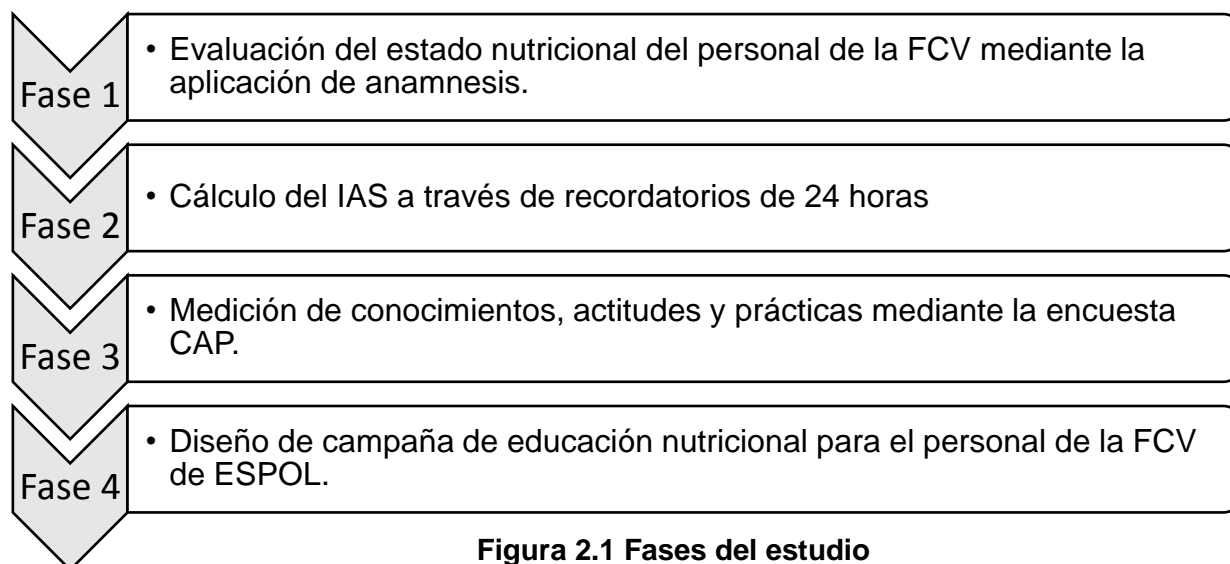 Fase 1
• Evaluación del estado nutricional del personal de la FCV mediante la
aplicación de anamnesis.
Fase 2
• Cálculo del IAS a través de recordatorios de 24 horas
Fase 3
• Medición de conocimientos, actitudes y prácticas mediante la encuesta
CAP.
Fase 4
• Diseño de campaña de educación nutricional para el personal de la FCV
de ESPOL.
Figura 2.1 Fases del estudio